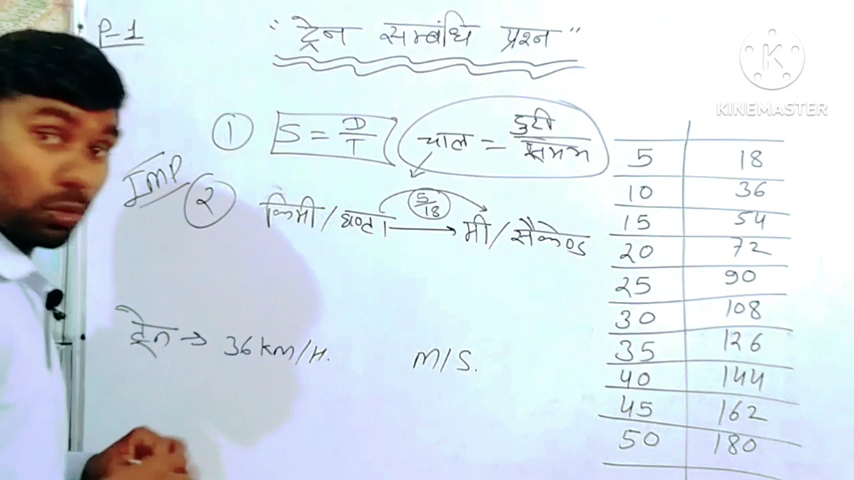 P-1
"ट्रेन सम्बंधि प्रश्न"
K
KINEMASTER
① S = D/T चाल = दुरी/समय
IMP
② किमी/घण्टा 5/18 → मी/सैकेण्ड
ट्रेन → 36 km/H. M/S.
5 18
10 36
15 54
20 72
25 90
30 108
35 126
40 144
45 162
50 180